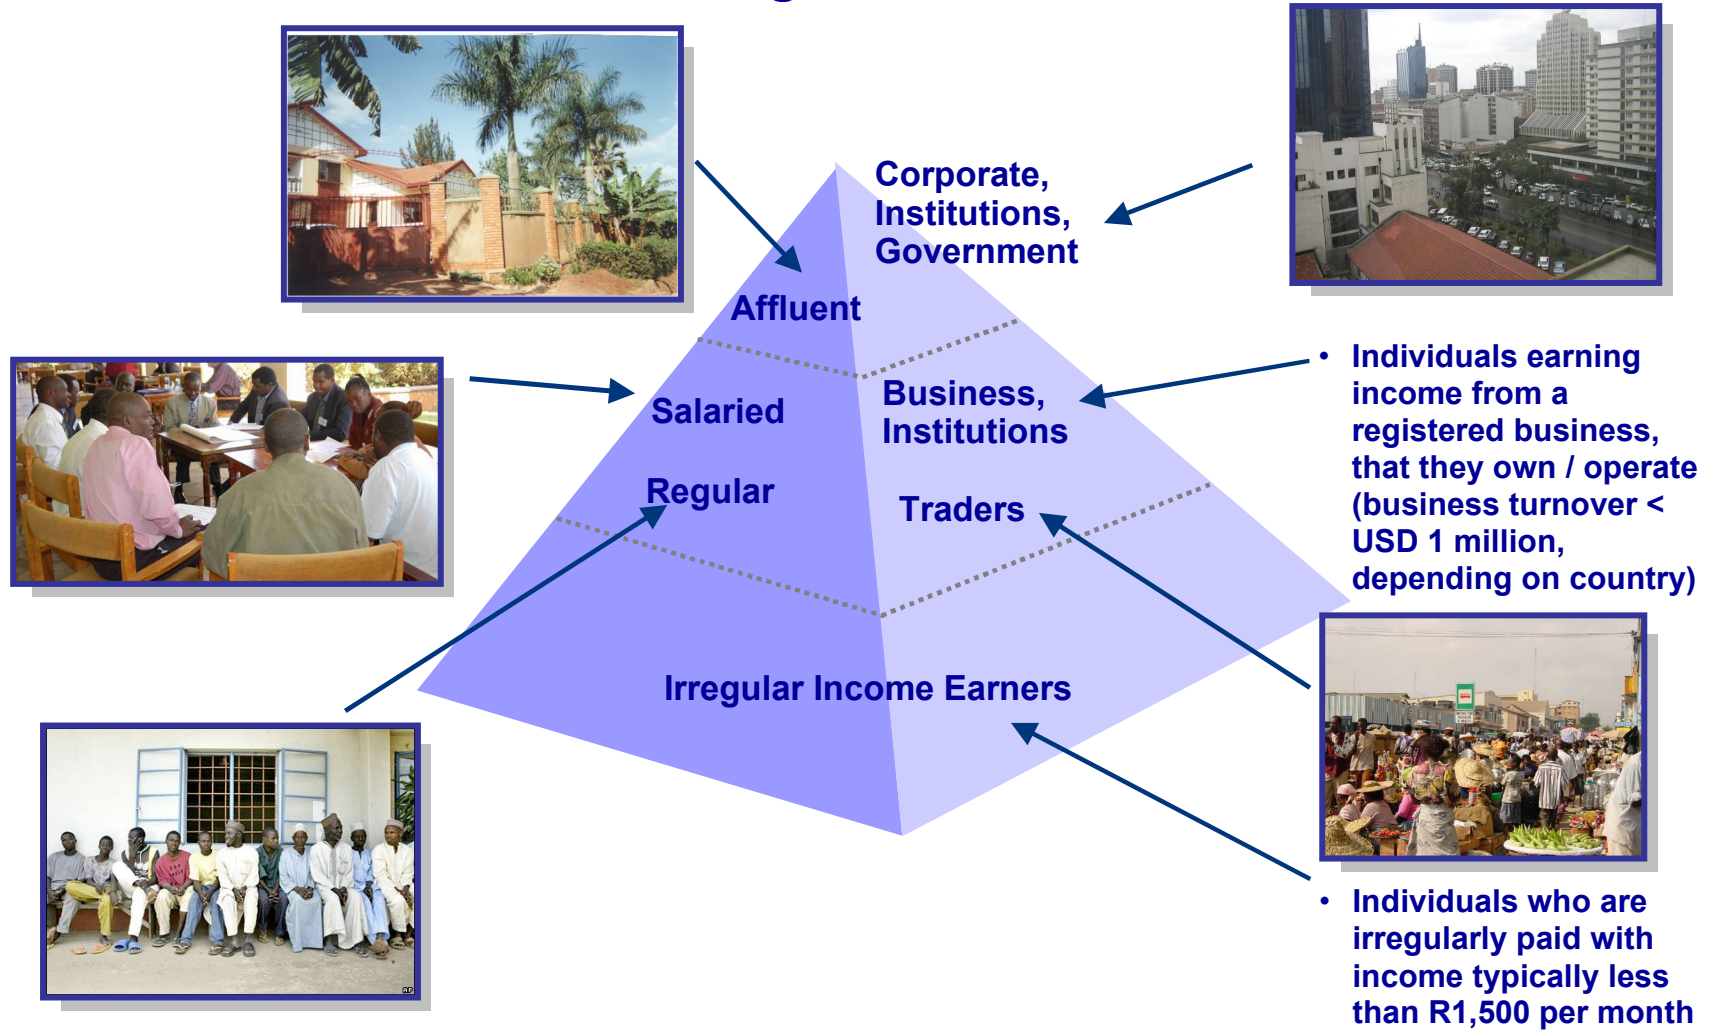 Corporate,
Institutions,
Government
Affluent
Salaried
Business,
Institutions
Regular
Traders
Irregular Income Earners
• Individuals earning
income from a
registered business,
that they own / operate
(business turnover <
USD 1 million,
depending on country)
• Individuals who are
irregularly paid with
income typically less
than R1,500 per month
AP